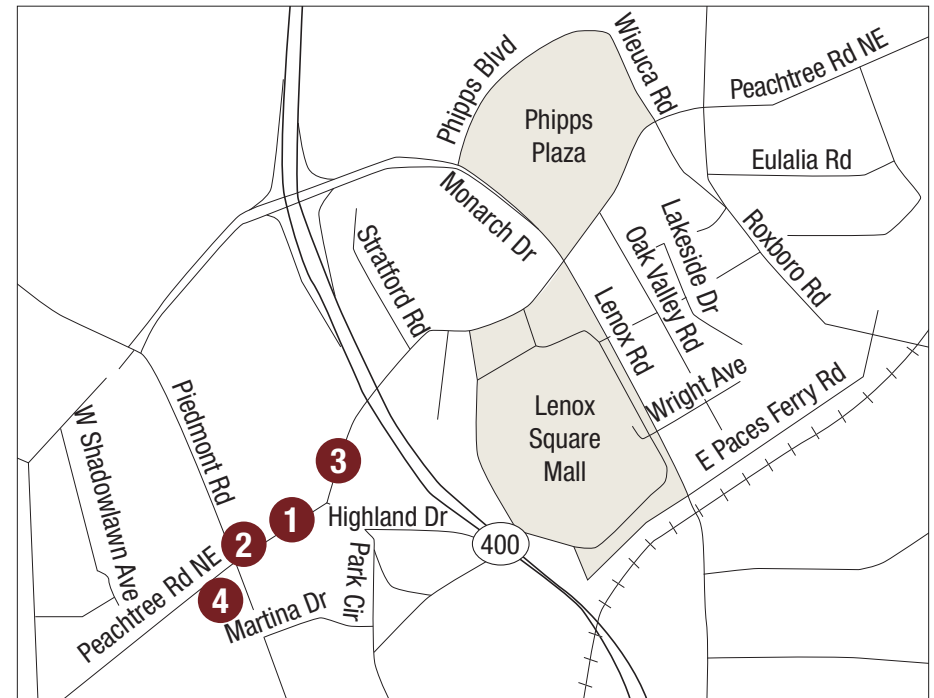 Phipps Blvd
Wieuca Rd
Peachtree Rd NE
Phipps
Plaza
Eulalia Rd
Monarch Dr
Lakeside Dr
Oak Valley Rd
Roxboro Rd
Stratford Rd
Lenox Rd
Wright Ave
Piedmont Rd
W Shadowlawn Ave
Lenox
Square
Mall
E Paces Ferry Rd
3
1
Highland Dr
2
400
Peachtree Rd NE
Park Cir
4
Martina Dr